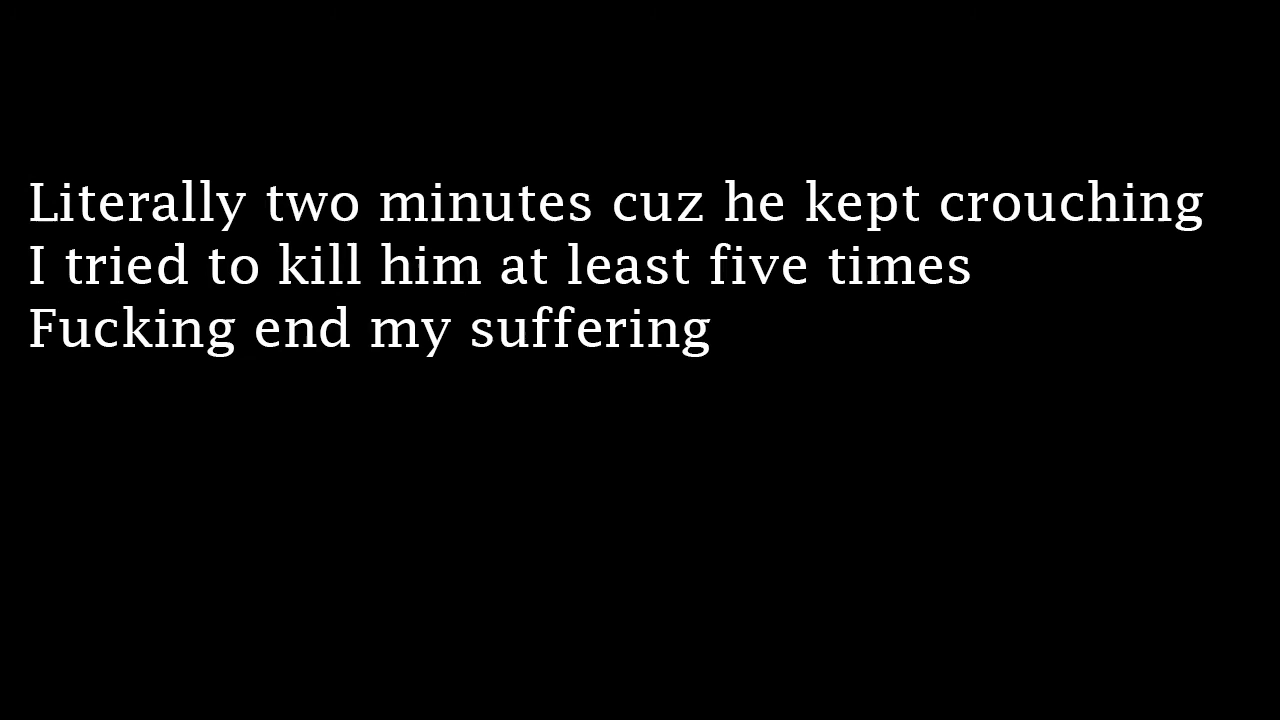 Literally two minutes cuz he kept crouching
I tried to kill him at least five times
Fucking end my suffering